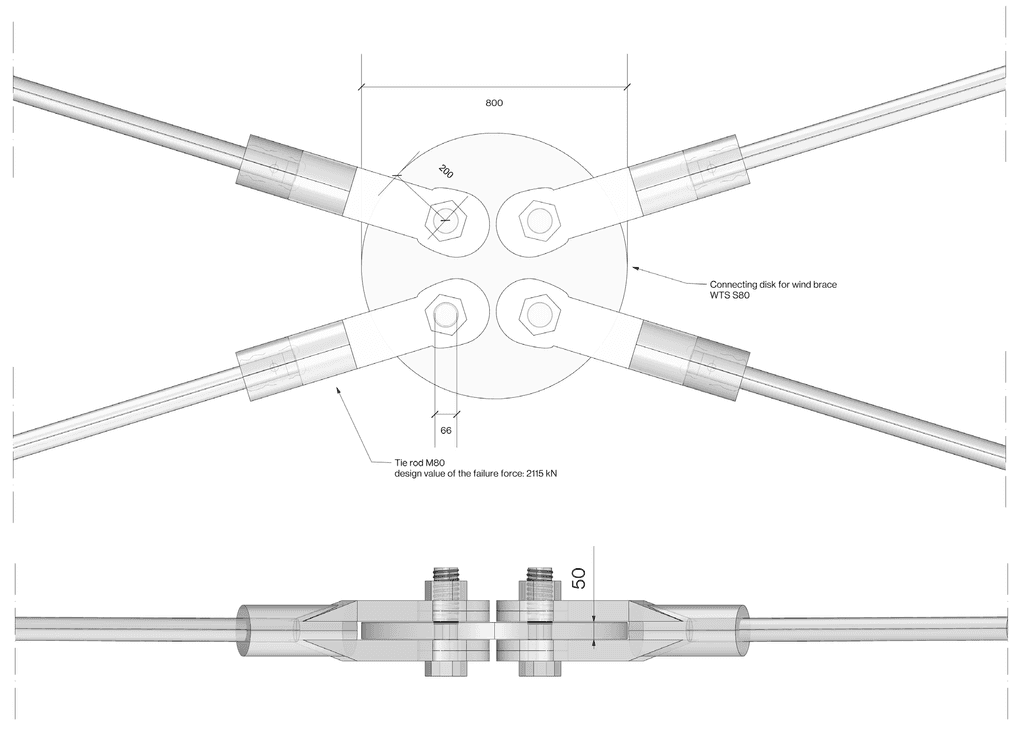 800
200
Connecting disk for wind brace
WTS S80
66
Tie rod M80
design value of the failure force: 2115 kN
50